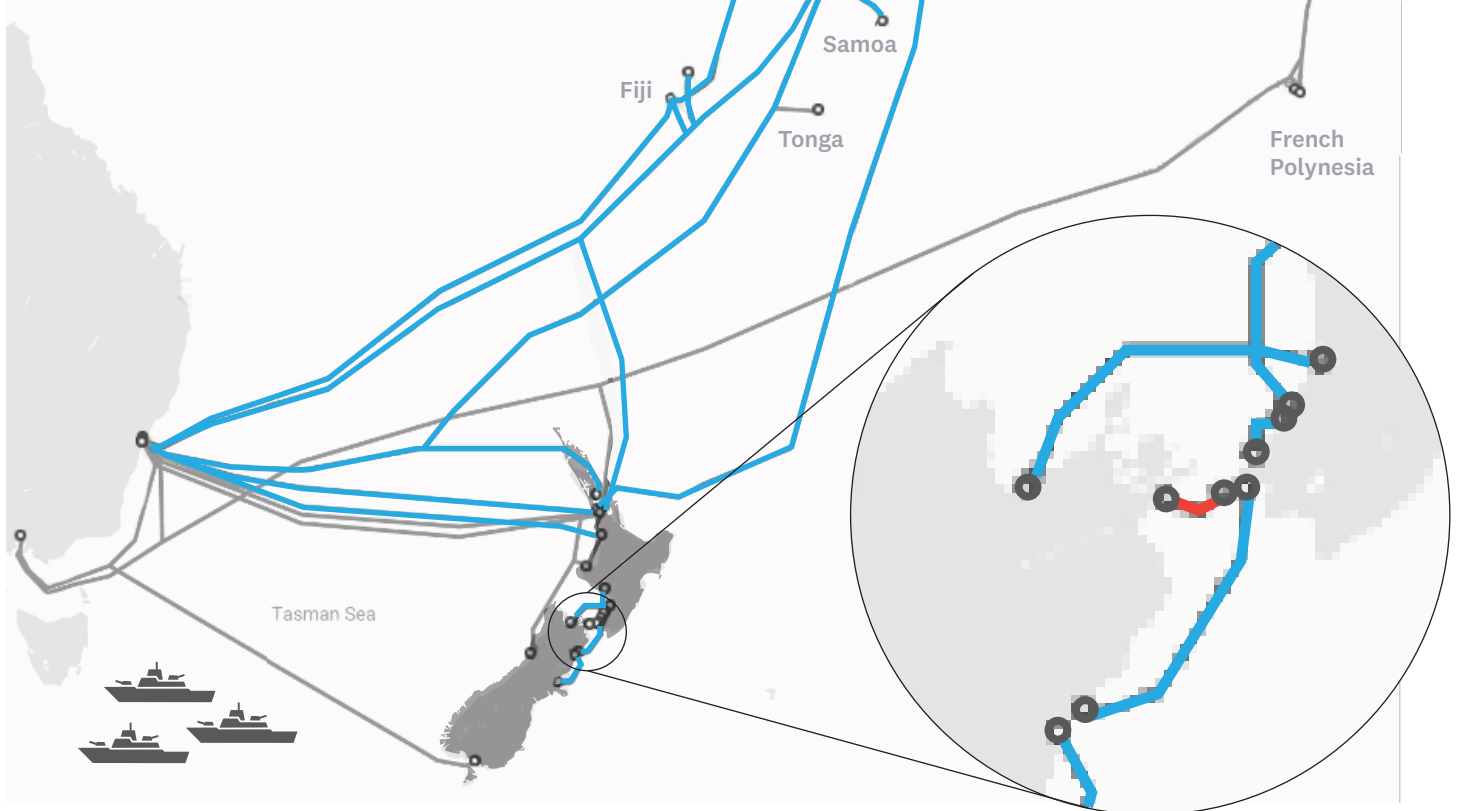 Samoa
Fiji
Tonga
French
Polynesia
Tasman Sea